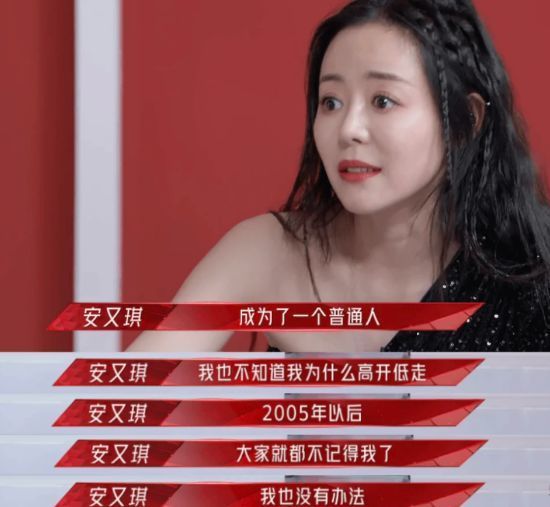 安又琪 成为了一个普通人
安又琪 我也不知道我为什么高开低走
安又琪 2005年以后
安又琪 大家就都不记得我了
安又琪 我也没有办法